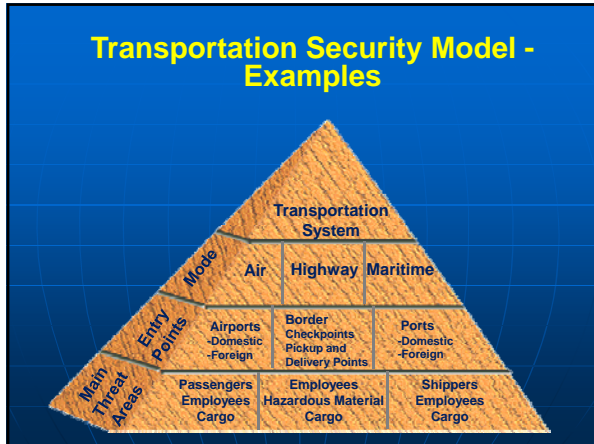 Transportation Security Model -
Examples
Transportation
System
Mode
Air
Highway
Maritime
Entry
Points
Airports
-Domestic
-Foreign
Border
Checkpoints
Pickup and
Delivery Points
Ports
-Domestic
-Foreign
Main
Threat
Areas
Passengers
Employees
Cargo
Employees
Hazardous Material
Cargo
Shippers
Employees
Cargo